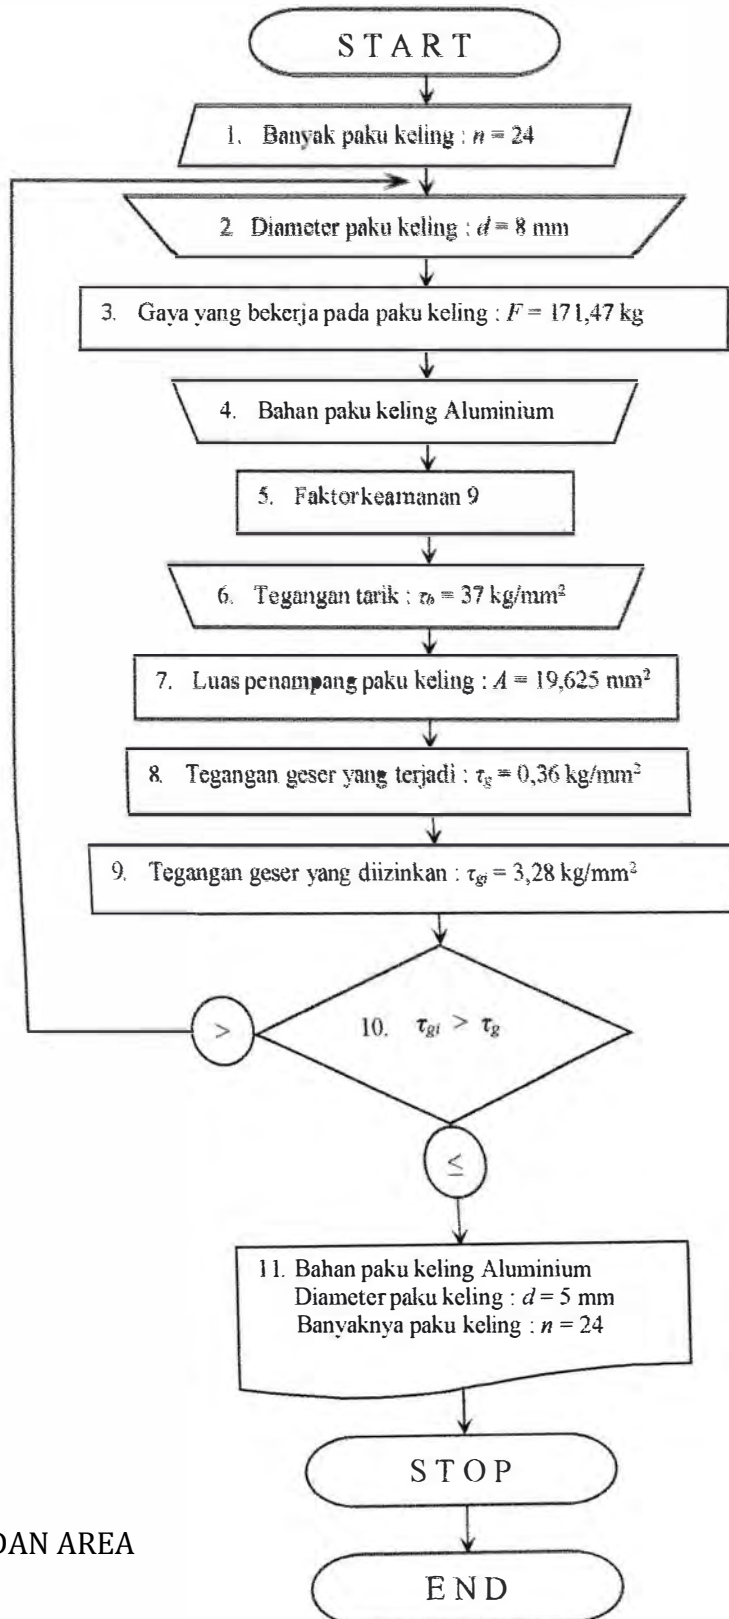 START
1. Banyak paku keling : n = 24
2. Diameter paku keling : d = 8 mm
3. Gaya yang bekerja pada paku keling : F = 171,47 kg
4. Bahan paku keling Aluminium
5. Faktor keamanan 9
6. Tegangan tarik : τb = 37 kg/mm²
7. Luas penampang paku keling : A = 19,625 mm²
8. Tegangan geser yang terjadi : τg = 0,36 kg/mm²
9. Tegangan geser yang diizinkan : τgi = 3,28 kg/mm²
> 10. τgi > τg
≤
11. Bahan paku keling Aluminium
Diameter paku keling : d = 5 mm
Banyaknya paku keling : n = 24
STOP
DAN AREA
END